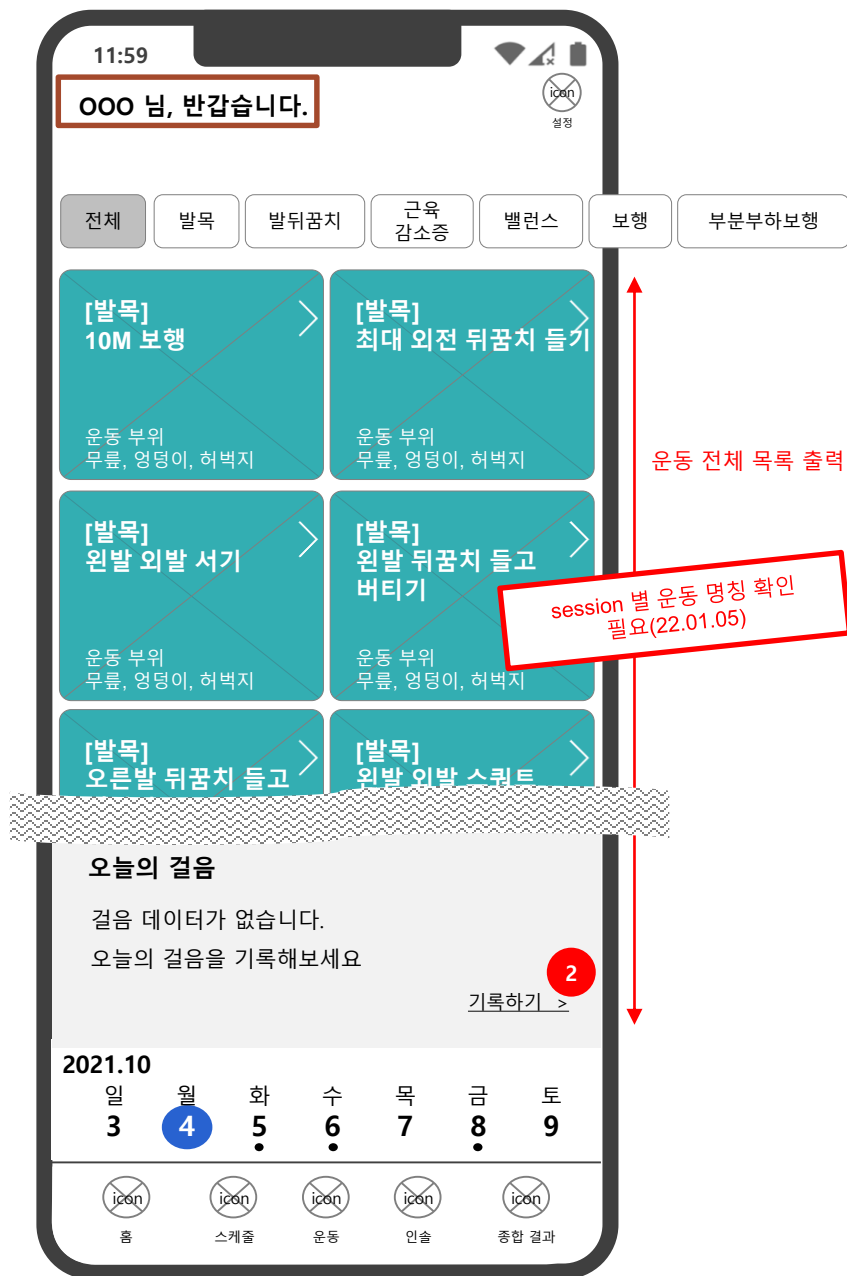 11:59
OOO 님, 반갑습니다.
icon
설정
전체
발목
발뒤꿈치
근육
감소증
밸런스
보행
부분부하보행
[발목]
10M 보행
운동 부위
무릎, 엉덩이, 허벅지
[발목]
최대 외전 뒤꿈치 들기
운동 부위
무릎, 엉덩이, 허벅지
운동 전체 목록 출력
[발목]
왼발 외발 서기
운동 부위
무릎, 엉덩이, 허벅지
[발목]
왼발 뒤꿈치 들고
버티기
운동 부위
무릎, 엉덩이, 허벅지
session 별 운동 명칭 확인
필요(22.01.05)
[발목]
오른발 뒤꿈치 들고
[발목]
왼발 외발 스쿼트
오늘의 걸음
걸음 데이터가 없습니다.
오늘의 걸음을 기록해보세요
2
기록하기 >
2021.10
일 월 화 수 목 금 토
3 4 5 6 7 8 9
icon icon icon icon icon
홈 스케줄 운동 인솔 종합 결과